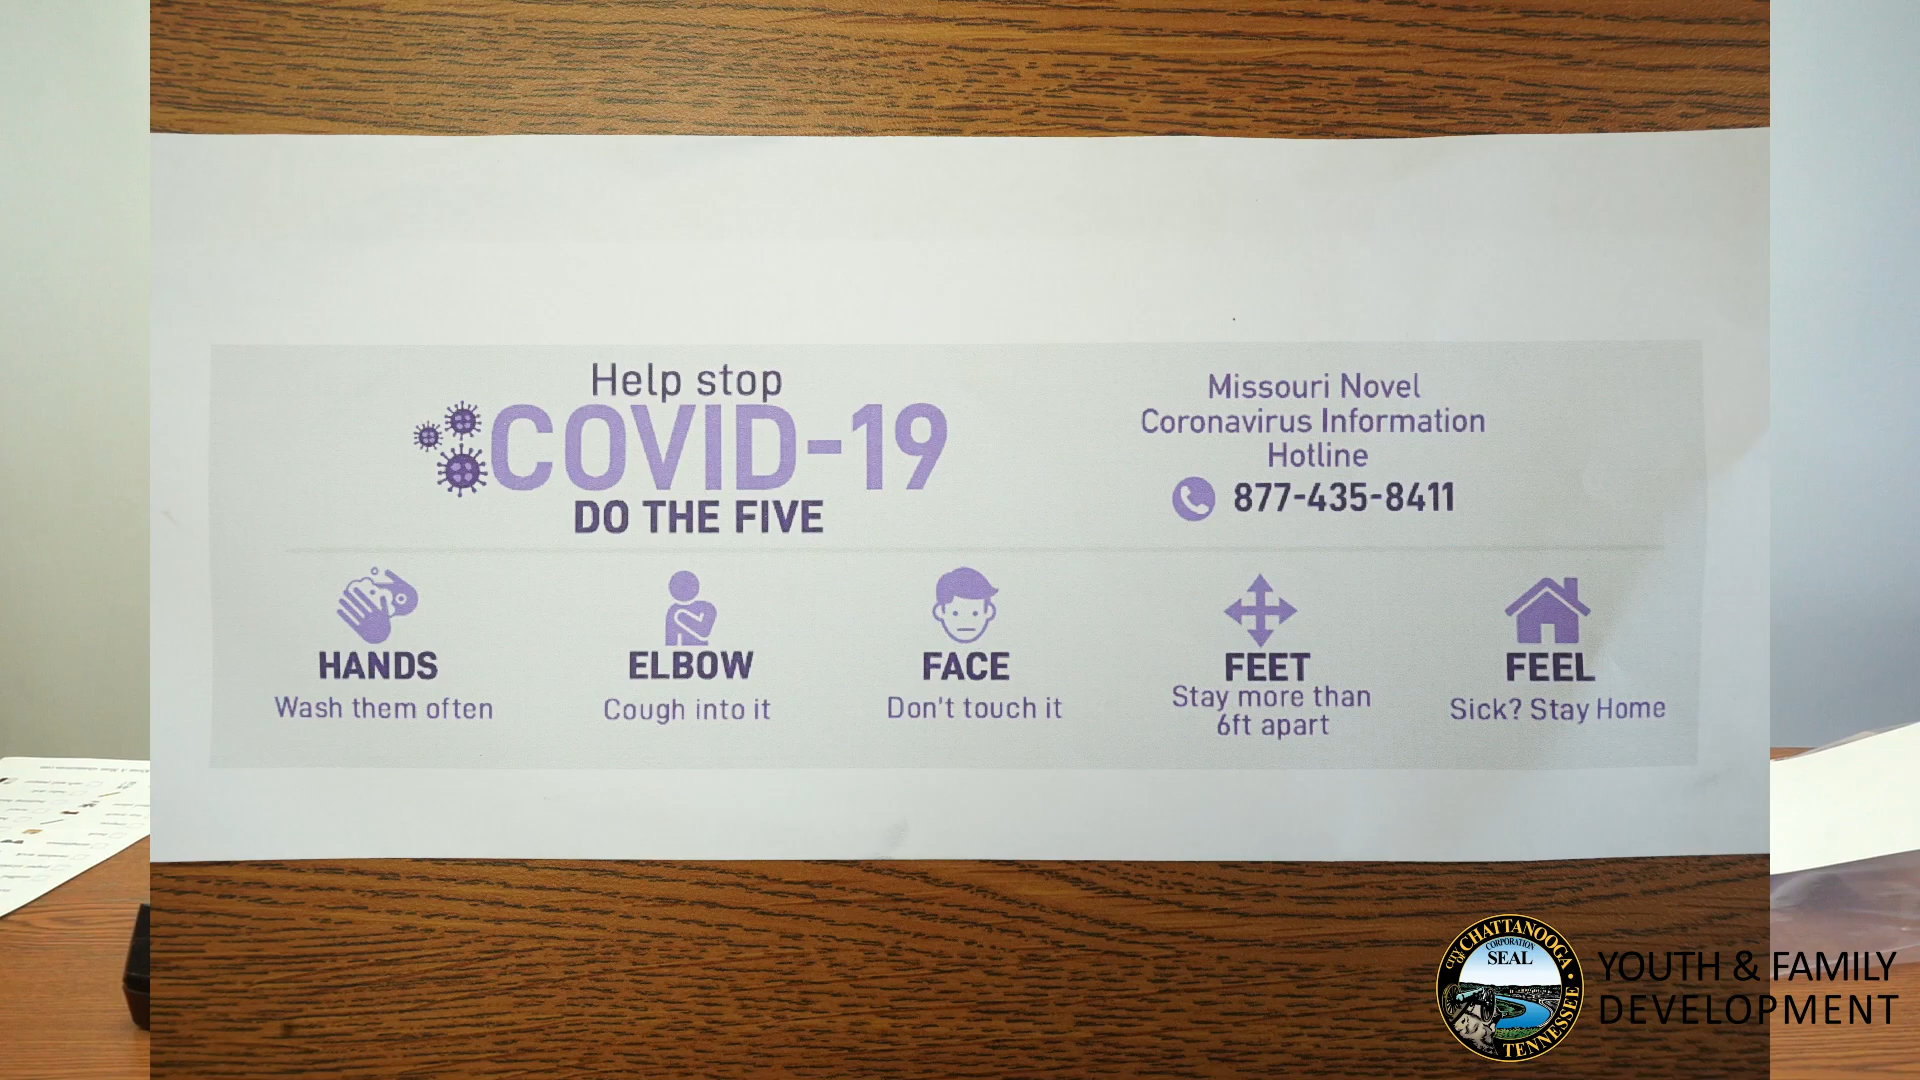 Help stop
COVID-19
DO THE FIVE
Missouri Novel
Coronavirus Information
Hotline
877-435-8411
HANDS
Wash them often
ELBOW
Cough into it
FACE
Don't touch it
FEET
Stay more than
6ft apart
FEEL
Sick? Stay Home
CITY OF CHATTANOOGA
CORPORATION
SEAL
TENNESSEE
YOUTH & FAMILY
DEVELOPMENT